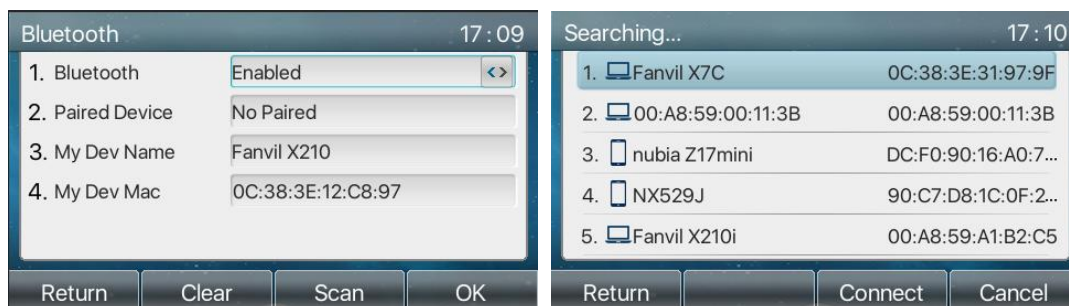 Bluetooth 17:09
1. Bluetooth Enabled <>
2. Paired Device No Paired
3. My Dev Name Fanvil X210
4. My Dev Mac 0C:38:3E:12:C8:97
Return Clear Scan OK
Searching... 17:10
1. Fanvil X7C 0C:38:3E:31:97:9F
2. 00:A8:59:00:11:3B 00:A8:59:00:11:3B
3. nubia Z17mini DC:F0:90:16:A0:7...
4. NX529J 90:C7:D8:1C:0F:2...
5. Fanvil X210i 00:A8:59:A1:B2:C5
Return Connect Cancel